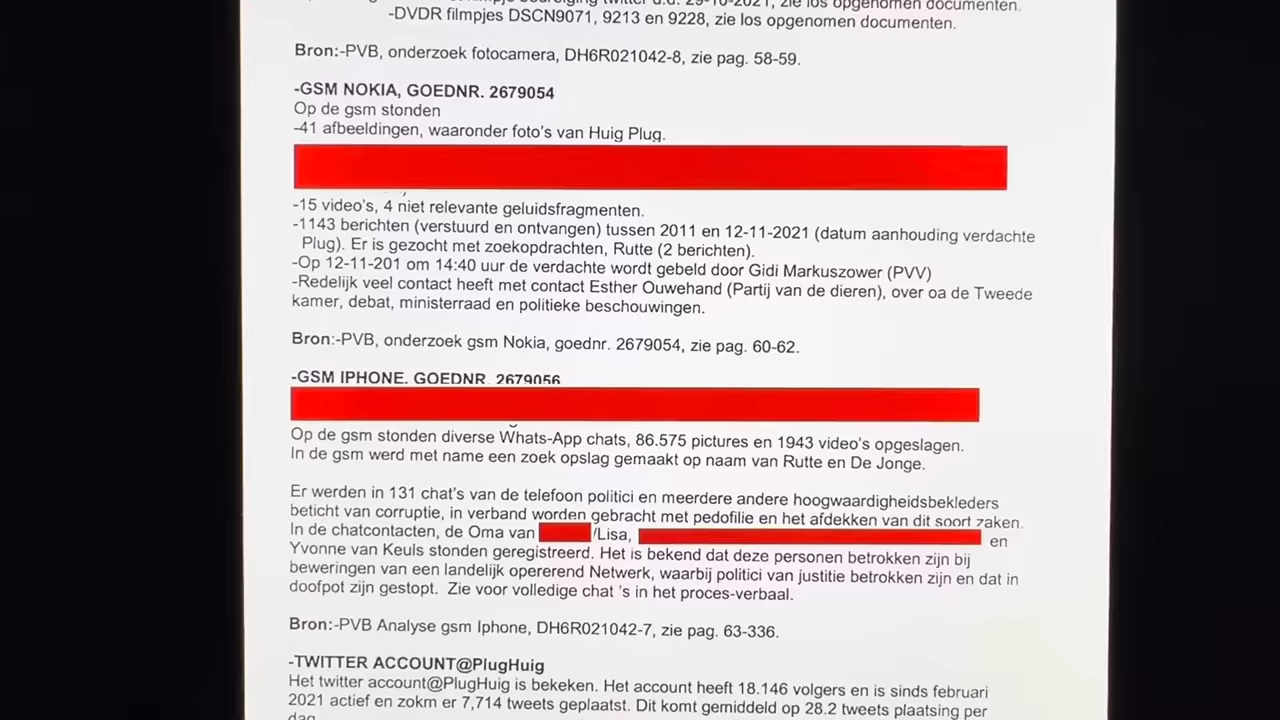 zie los opgenomen documenten.
-DVDR filmpjes DSCN9071, 9213 en 9228, zie los opgenomen documenten.
Bron:-PVB, onderzoek fotocamera, DH6R021042-8, zie pag. 58-59.
-GSM NOKIA, GOEDNR. 2679054
Op de gsm stonden
-41 afbeeldingen, waaronder foto's van Huig Plug.
-15 video's, 4 niet relevante geluidsfragmenten.
-1143 berichten (verstuurd en ontvangen) tussen 2011 en 12-11-2021 (datum aanhouding verdachte
Plug). Er is gezocht met zoekopdrachten, Rutte (2 berichten).
-Op 12-11-201 om 14:40 uur de verdachte wordt gebeld door Gidi Markuszower (PVV)
-Redelijk veel contact heeft met contact Esther Ouwehand (Partij van de dieren), over oa de Tweede
kamer, debat, ministerraad en politieke beschouwingen.
Bron:-PVB, onderzoek gsm Nokia, goednr. 2679054, zie pag. 60-62.
-GSM IPHONE. GOEDNR. 2679056
Op de gsm stonden diverse Whats-App chats, 86.575 pictures en 1943 video's opgeslagen.
In de gsm werd met name een zoek opslag gemaakt op naam van Rutte en De Jonge.
Er werden in 131 chat's van de telefoon politici en meerdere andere hoogwaardigheidsbekleders
beticht van corruptie, in verband worden gebracht met pedofilie en het afdekken van dit soort zaken.
In de chatcontacten, de Oma van /Lisa, en
Yvonne van Keuls stonden geregistreerd. Het is bekend dat deze personen betrokken zijn bij
beweringen van een landelijk opererend Netwerk, waarbij politici van justitie betrokken zijn en dat in
doofpot zijn gestopt. Zie voor volledige chat 's in het proces-verbaal.
Bron:-PVB Analyse gsm Iphone, DH6R021042-7, zie pag. 63-336.
-TWITTER ACCOUNT@PlugHuig
Het twitter account@PlugHuig is bekeken. Het account heeft 18.146 volgers en is sinds februari
2021 actief en zokm er 7,714 tweets geplaatst. Dit komt gemiddeld op 28.2 tweets plaatsing per
dag.